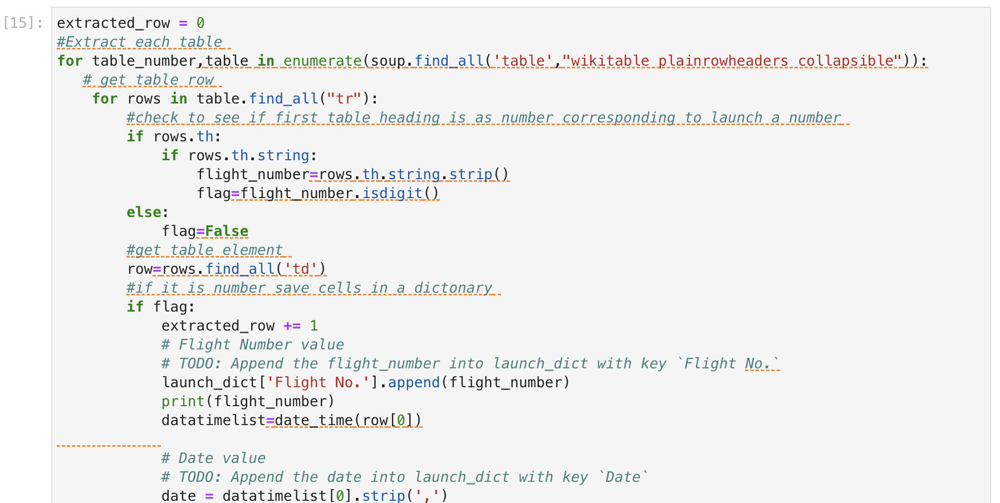 [15]:
extracted_row = 0
#Extract each table
for table_number,table in enumerate(soup.find_all('table',"wikitable plainrowheaders collapsible")):
   # get table row
    for rows in table.find_all("tr"):
        #check to see if first table heading is as number corresponding to launch a number
        if rows.th:
            if rows.th.string:
                flight_number=rows.th.string.strip()
                flag=flight_number.isdigit()
        else:
            flag=False
        #get table element
        row=rows.find_all('td')
        #if it is number save cells in a dictonary
        if flag:
            extracted_row += 1
            # Flight Number value
            # TODO: Append the flight_number into launch_dict with key `Flight No.`
            launch_dict['Flight No.'].append(flight_number)
            print(flight_number)
            datatimelist=date_time(row[0])
            # Date value
            # TODO: Append the date into launch_dict with key `Date`
            date = datatimelist[0].strip(',')